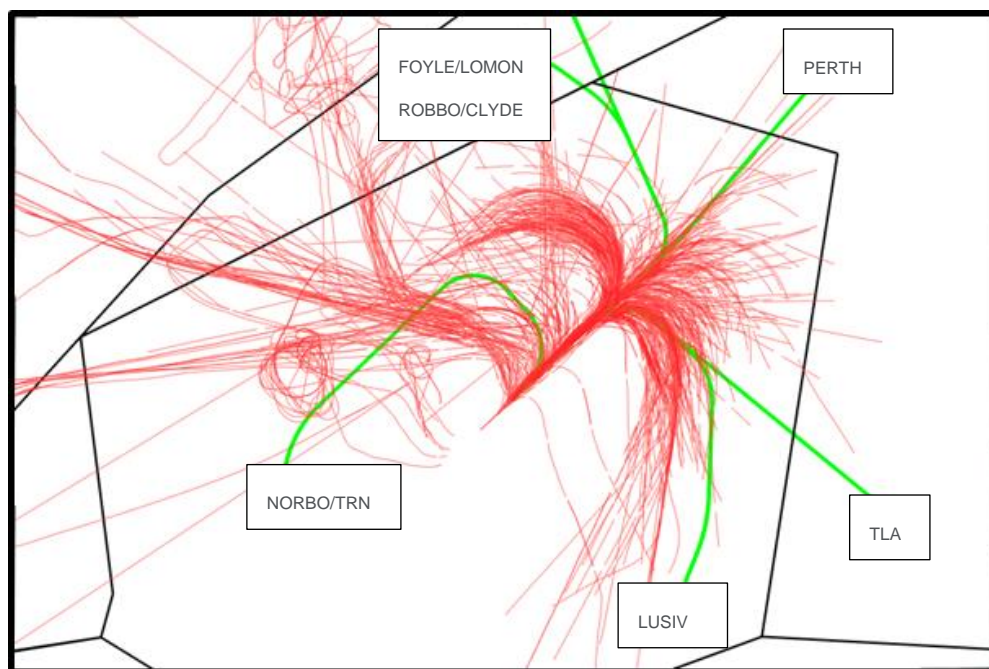 FOYLE/LOMON
ROBBO/CLYDE
PERTH
NORBO/TRN
TLA
LUSIV